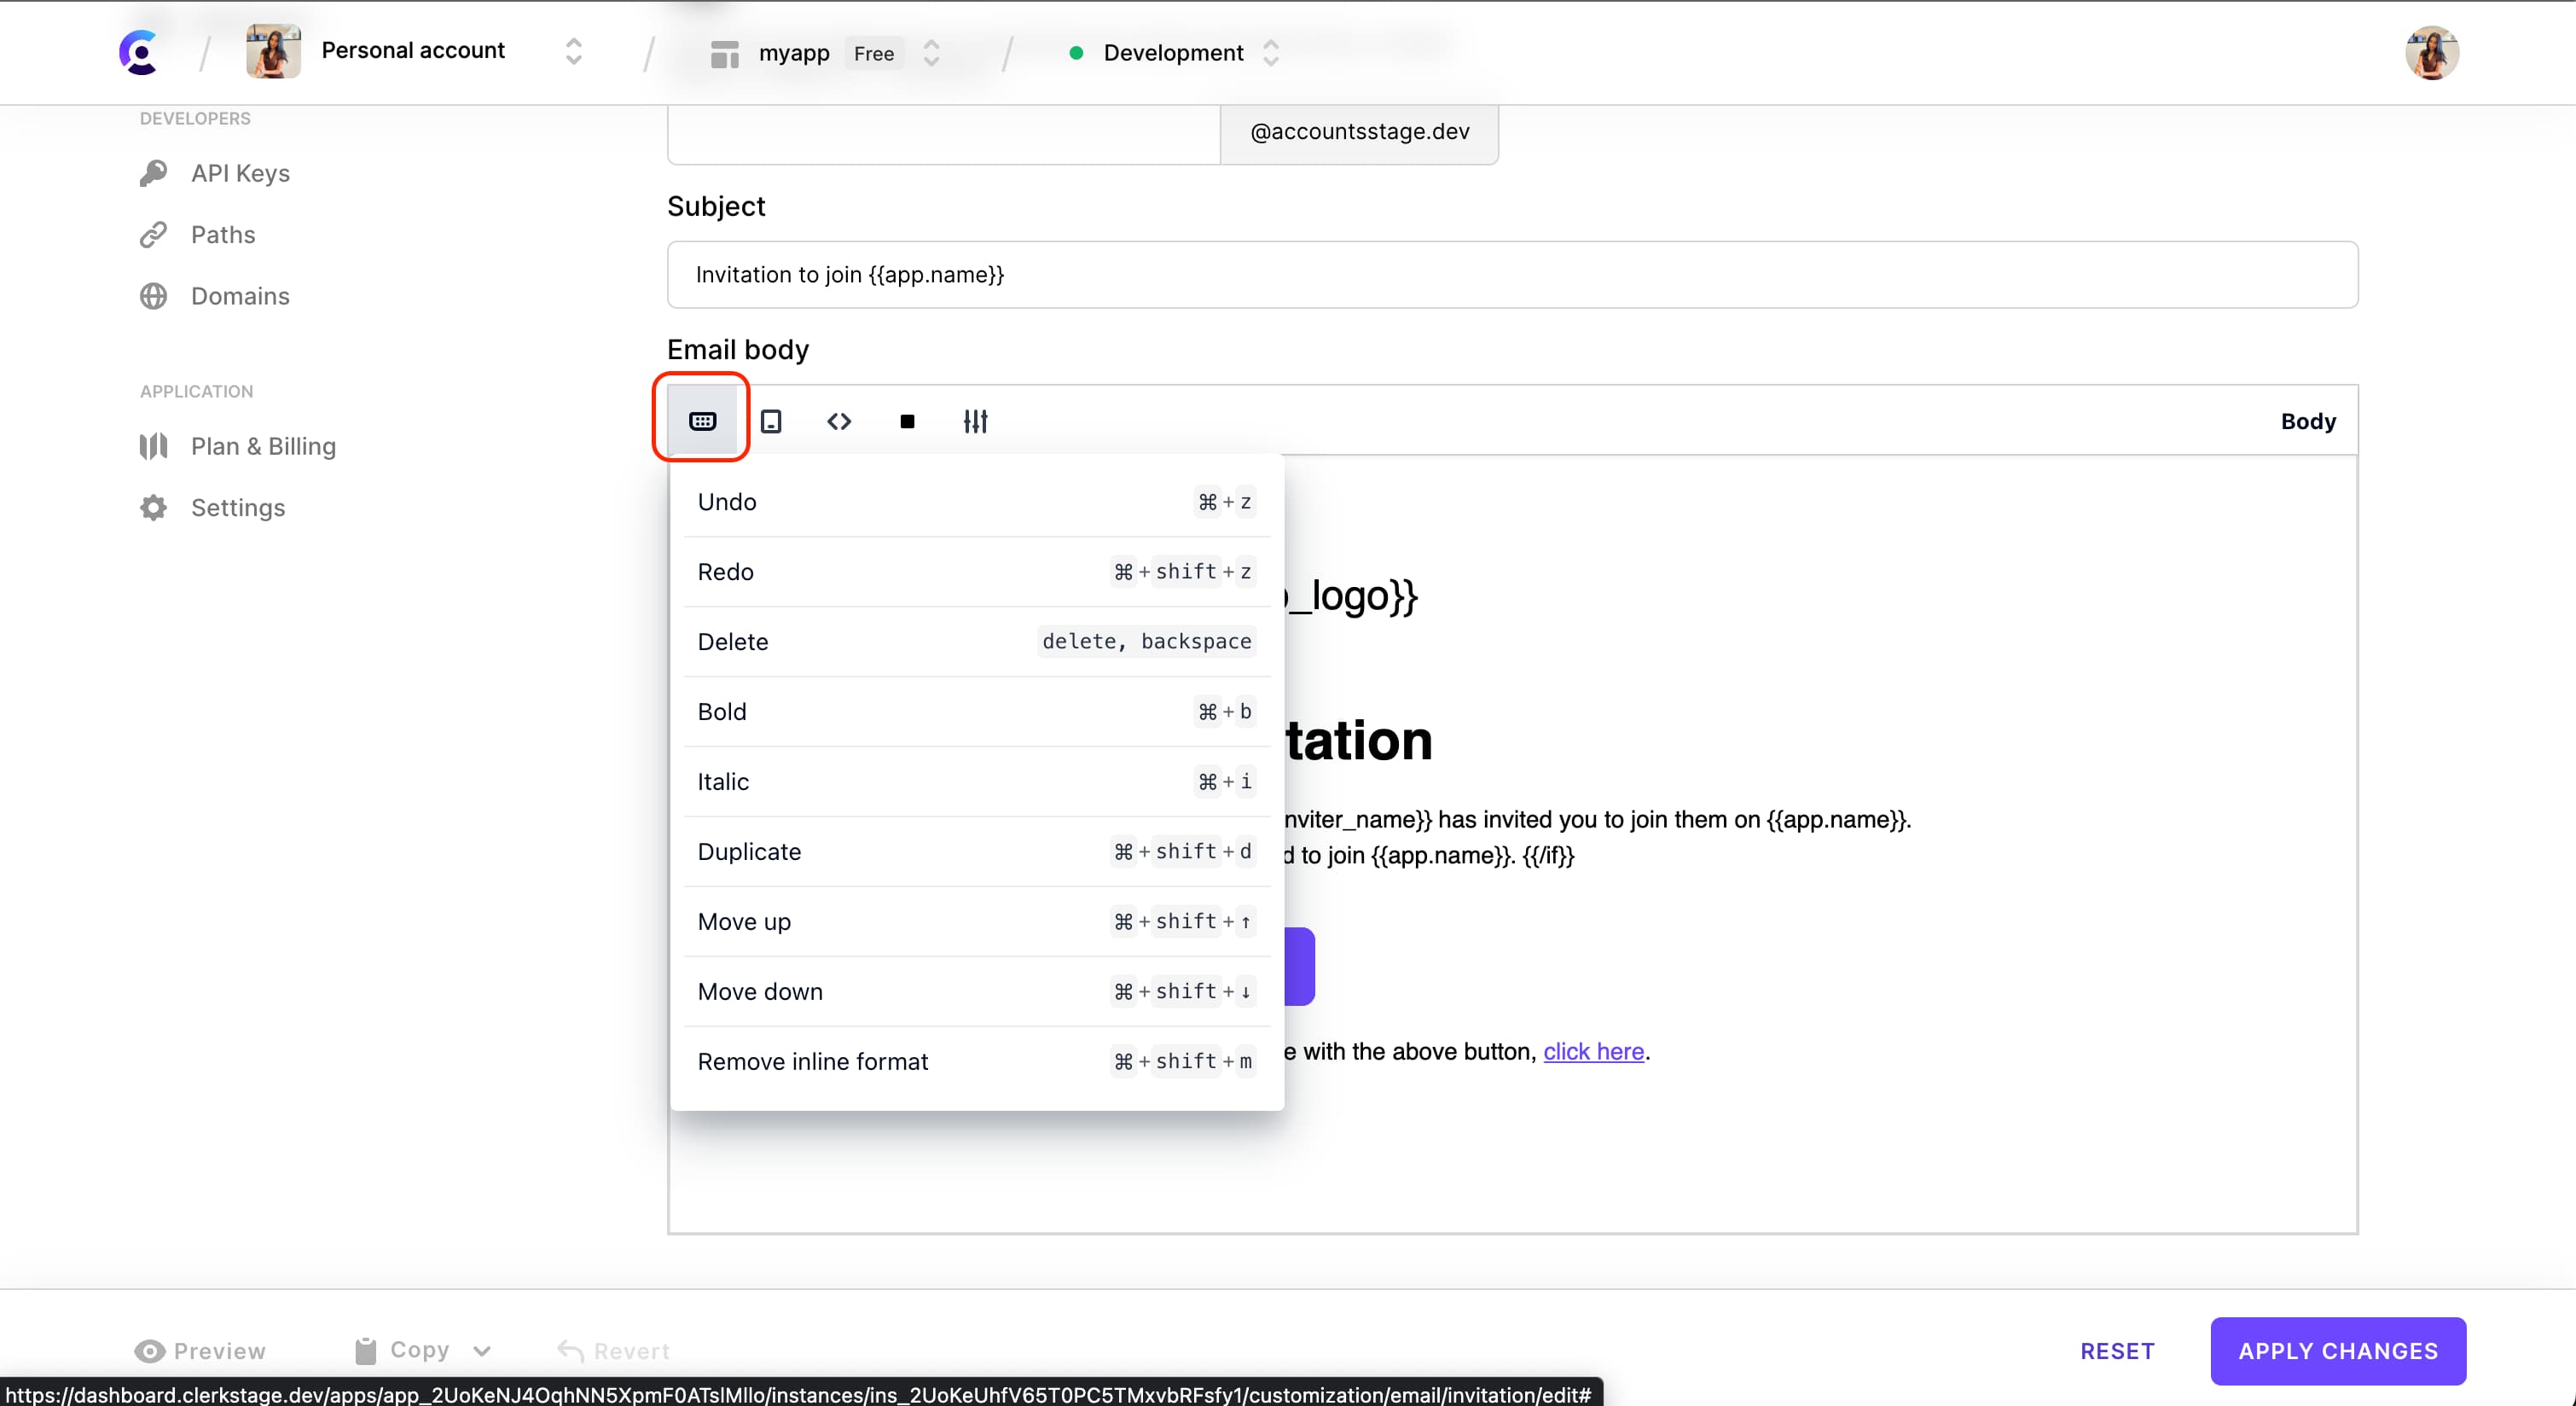 Personal account
myapp Free
Development
DEVELOPERS
API Keys
Paths
Domains
APPLICATION
Plan & Billing
Settings
@accountsstage.dev
Subject
Invitation to join {{app.name}}
Email body
Body
Undo ⌘+z
Redo ⌘+shift+z
Delete delete, backspace
Bold ⌘+b
Italic ⌘+i
Duplicate ⌘+shift+d
Move up ⌘+shift+↑
Move down ⌘+shift+↓
Remove inline format ⌘+shift+m
_logo}}
tation
nviter_name}} has invited you to join them on {{app.name}}.
d to join {{app.name}}. {{/if}}
e with the above button, click here.
Preview
Copy
Revert
RESET
APPLY CHANGES
https://dashboard.clerkstage.dev/apps/app_2UoKeNJ4OqhNN5XpmF0ATslMllo/instances/ins_2UoKeUhfV65T0PC5TMxvbRFsfy1/customization/email/invitation/edit#